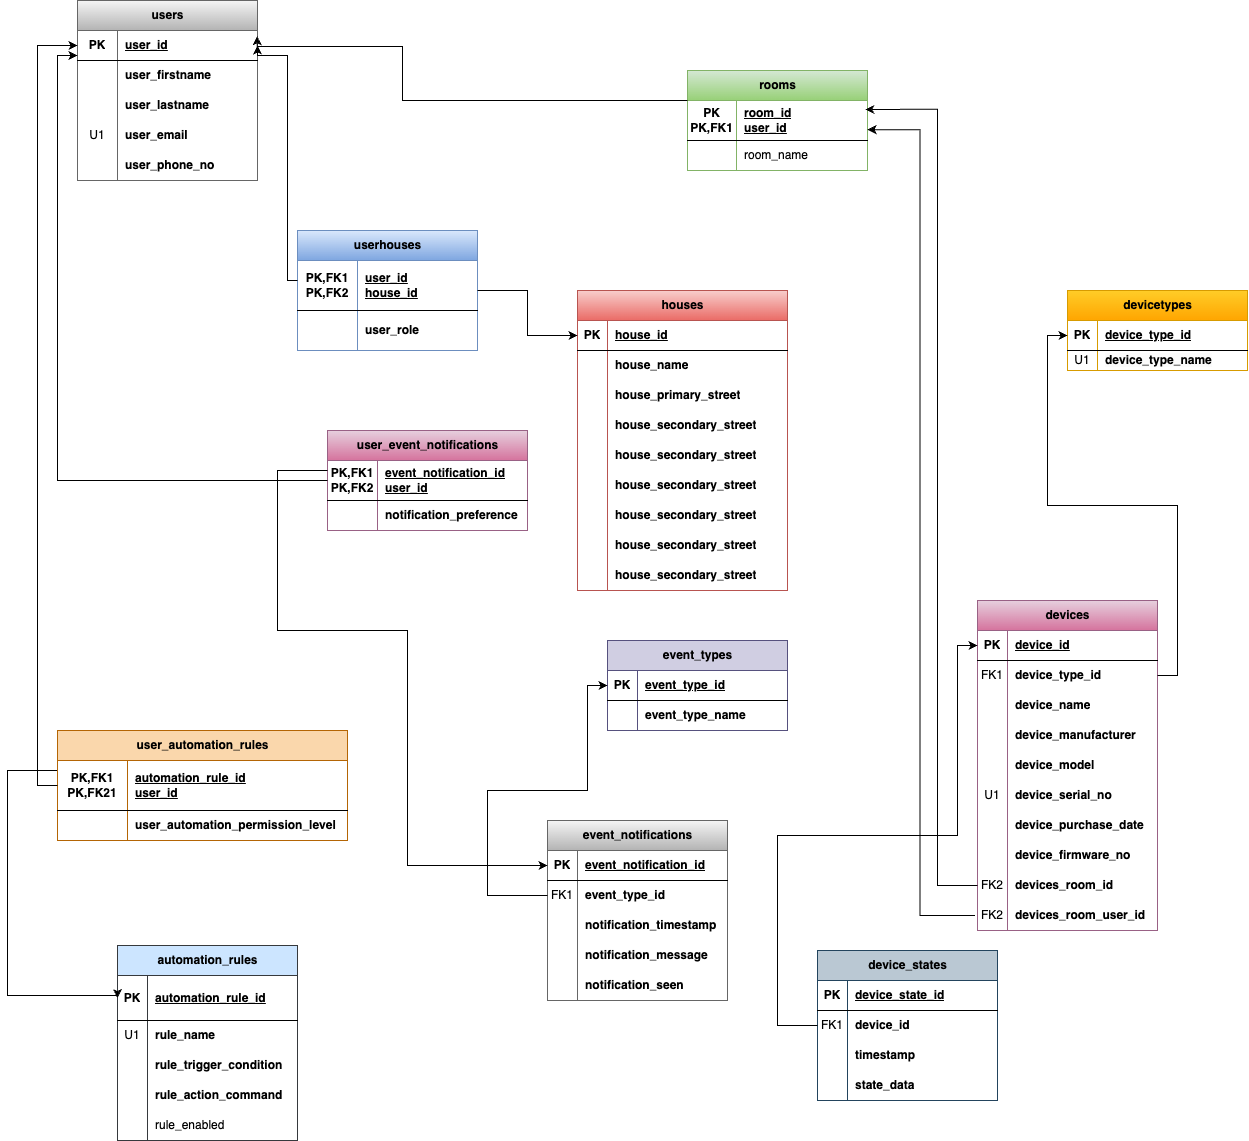 users
PK user_id
user_firstname
user_lastname
U1 user_email
user_phone_no
rooms
PK room_id
PK,FK1 user_id
room_name
userhouses
PK,FK1 user_id
PK,FK2 house_id
user_role
houses
PK house_id
house_name
house_primary_street
house_secondary_street
house_secondary_street
house_secondary_street
house_secondary_street
house_secondary_street
house_secondary_street
devicetypes
PK device_type_id
U1 device_type_name
user_event_notifications
PK,FK1 event_notification_id
PK,FK2 user_id
notification_preference
devices
PK device_id
FK1 device_type_id
device_name
device_manufacturer
device_model
U1 device_serial_no
device_purchase_date
device_firmware_no
FK2 devices_room_id
FK2 devices_room_user_id
event_types
PK event_type_id
event_type_name
user_automation_rules
PK,FK1 automation_rule_id
PK,FK21 user_id
user_automation_permission_level
event_notifications
PK event_notification_id
FK1 event_type_id
notification_timestamp
notification_message
notification_seen
automation_rules
PK automation_rule_id
U1 rule_name
rule_trigger_condition
rule_action_command
rule_enabled
device_states
PK device_state_id
FK1 device_id
timestamp
state_data